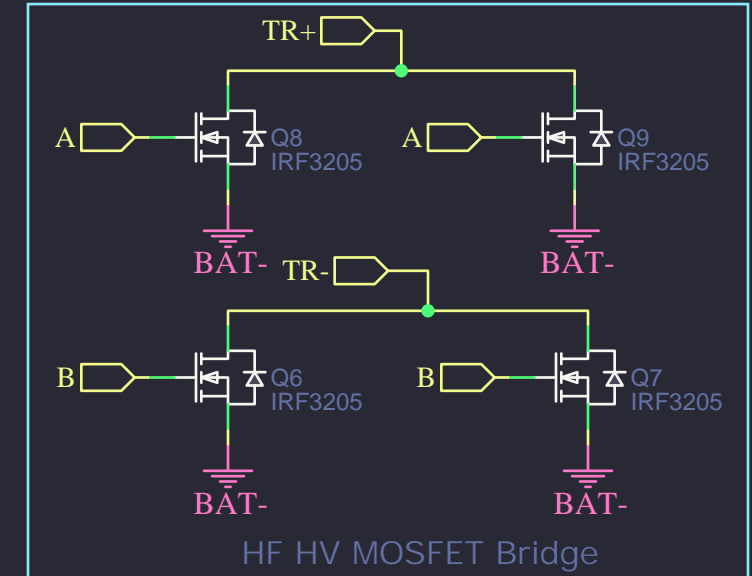 TR+
A
Q8
IRF3205
A
Q9
IRF3205
BAT-
BAT-
TR-
B
Q6
IRF3205
B
Q7
IRF3205
BAT-
BAT-
HF HV MOSFET Bridge